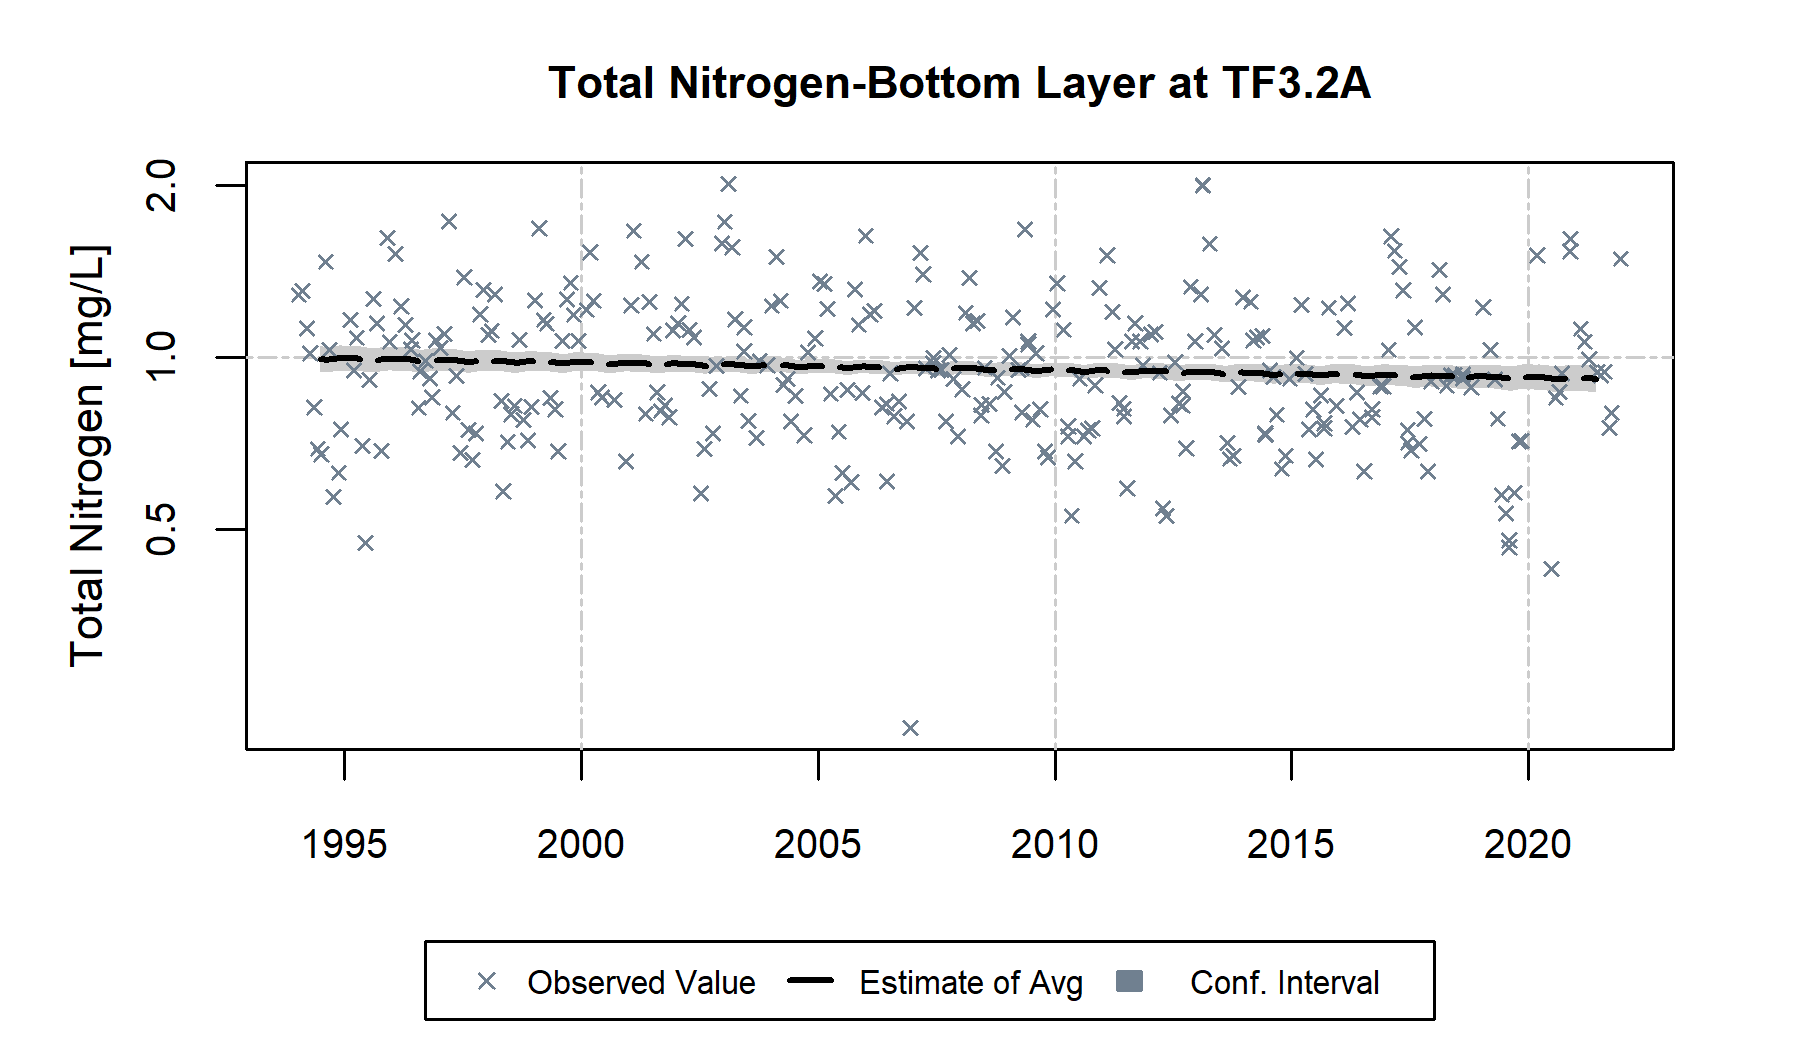 Total Nitrogen-Bottom Layer at TF3.2A
Total Nitrogen [mg/L]
2.0
1.0
0.5
1995 2000 2005 2010 2015 2020
Observed Value Estimate of Avg Conf. Interval